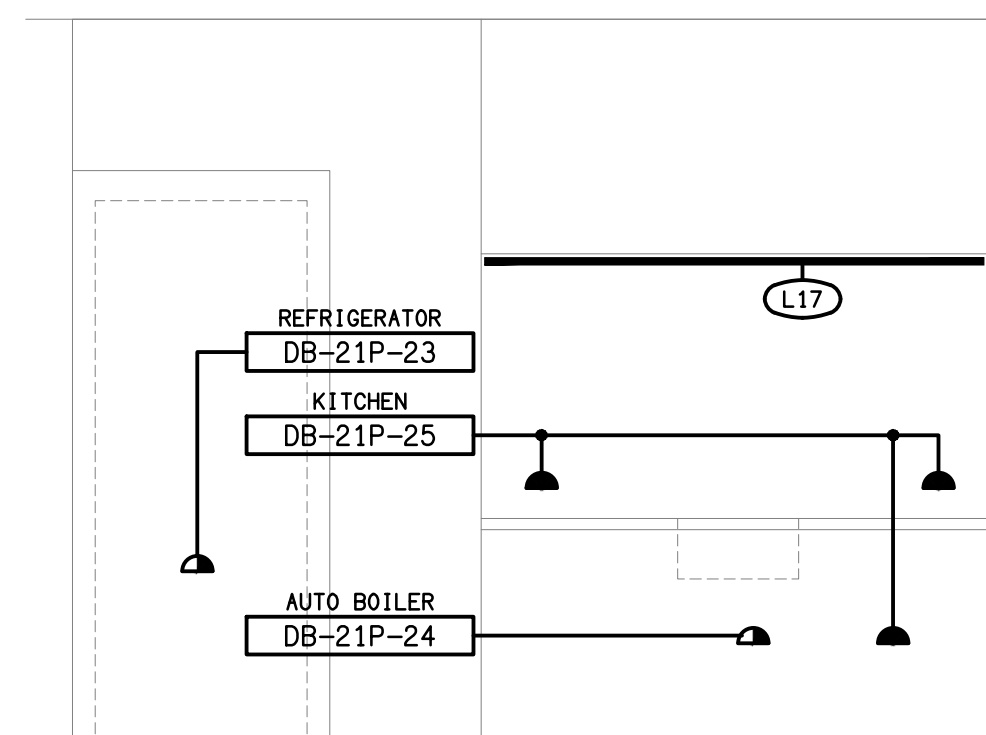 L17
REFRIGERATOR
DB-21P-23
KITCHEN
DB-21P-25
AUTO BOILER
DB-21P-24